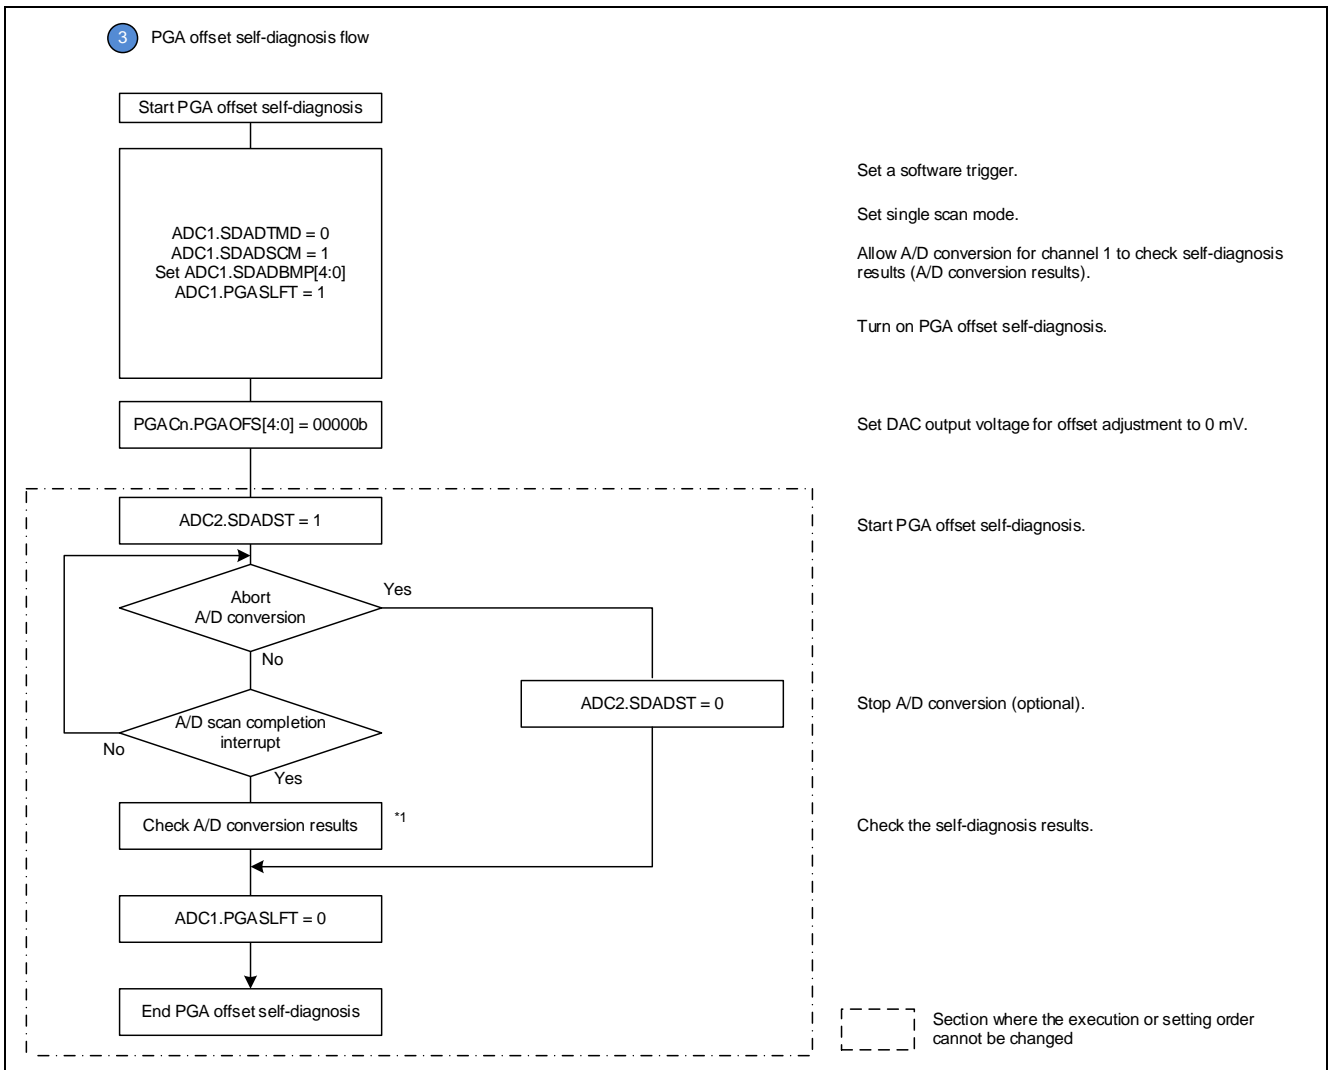 3 PGA offset self-diagnosis flow
Start PGA offset self-diagnosis
Set a software trigger.
Set single scan mode.
ADC1.SDADTMD = 0
ADC1.SDADSCM = 1
Set ADC1.SDADBMP[4:0]
ADC1.PGASLFT = 1
Allow A/D conversion for channel 1 to check self-diagnosis
results (A/D conversion results).
Turn on PGA offset self-diagnosis.
PGACn.PGAOFS[4:0] = 00000b
Set DAC output voltage for offset adjustment to 0 mV.
ADC2.SDADST = 1
Start PGA offset self-diagnosis.
Abort
A/D conversion
Yes
No
ADC2.SDADST = 0
Stop A/D conversion (optional).
A/D scan completion
interrupt
No
Yes
Check A/D conversion results *1
Check the self-diagnosis results.
ADC1.PGASLFT = 0
End PGA offset self-diagnosis
Section where the execution or setting order
cannot be changed